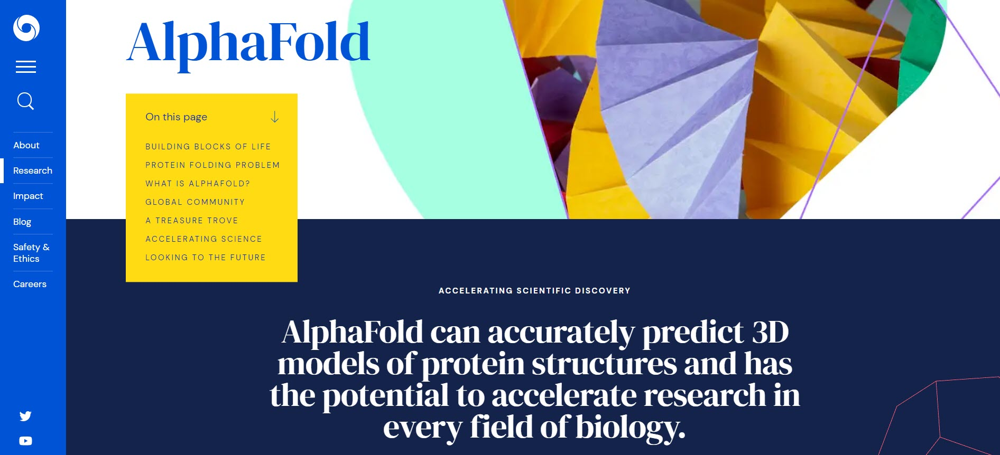 About
Research
Impact
Blog
Safety &
Ethics
Careers
AlphaFold
On this page
BUILDING BLOCKS OF LIFE
PROTEIN FOLDING PROBLEM
WHAT IS ALPHAFOLD?
GLOBAL COMMUNITY
A TREASURE TROVE
ACCELERATING SCIENCE
LOOKING TO THE FUTURE
ACCELERATING SCIENTIFIC DISCOVERY
AlphaFold can accurately predict 3D
models of protein structures and has
the potential to accelerate research in
every field of biology.